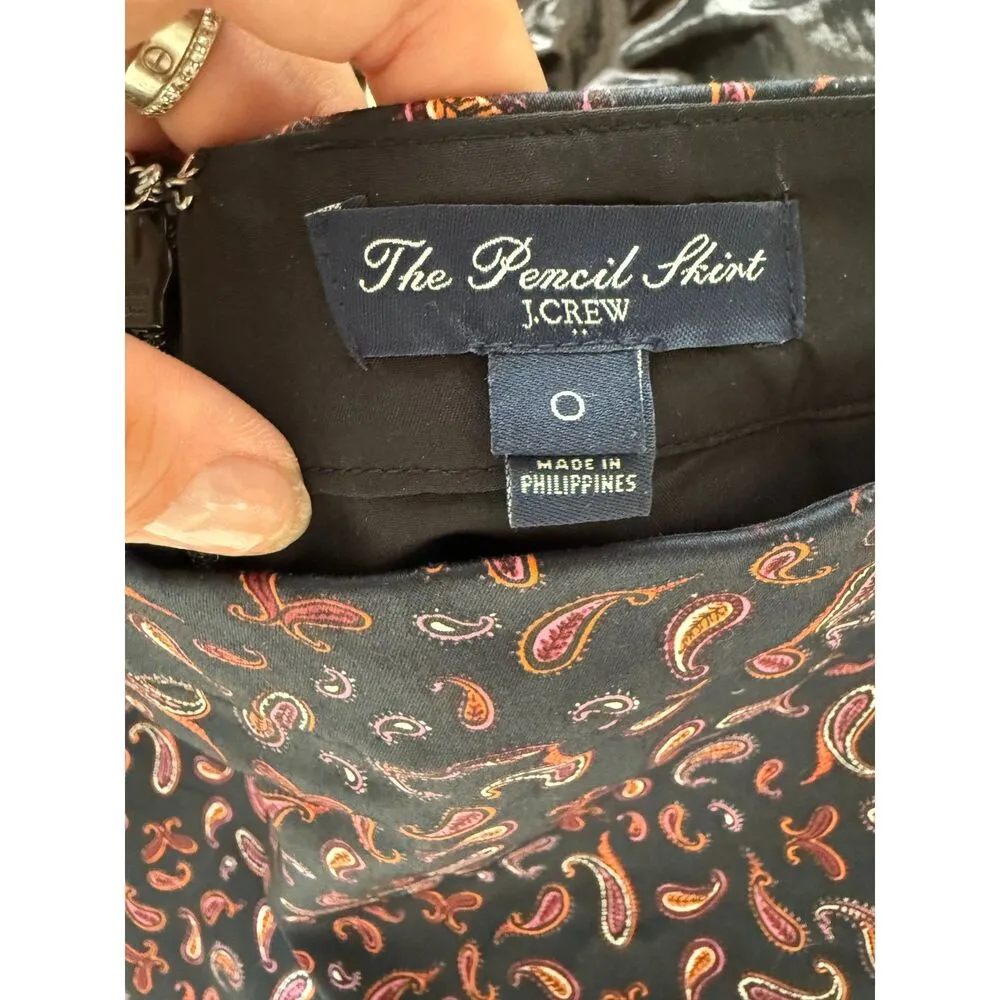 The Pencil Skirt
J.CREW
0
MADE IN
PHILIPPINES